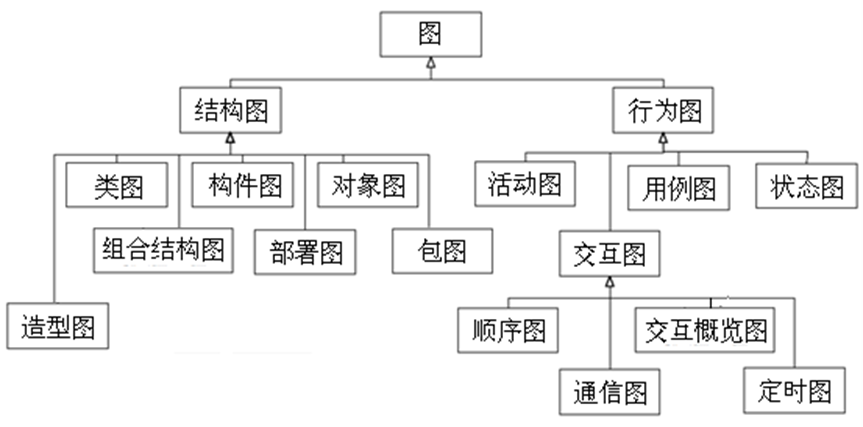 图
结构图
行为图
类图
构件图
对象图
活动图
用例图
状态图
组合结构图
部署图
包图
交互图
造型图
顺序图
交互概览图
通信图
定时图